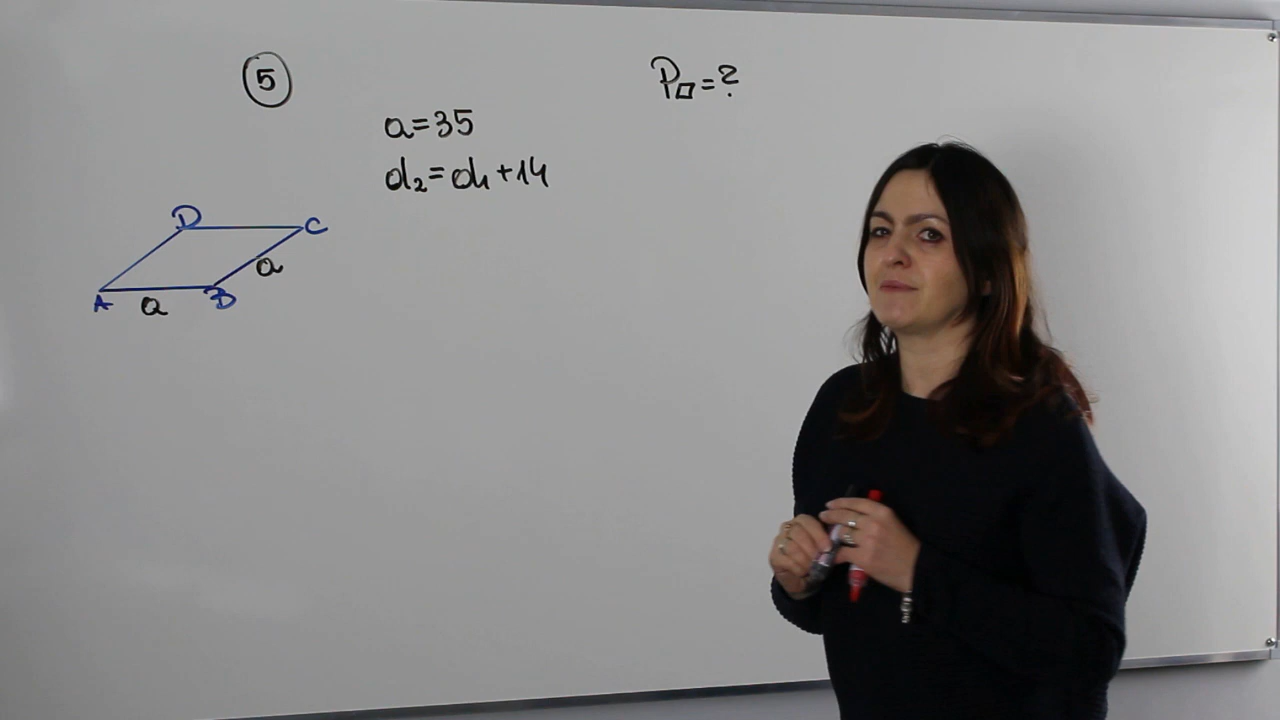 5
P▱=?
a=35
d₂=d₁+14
D C
a
A a B